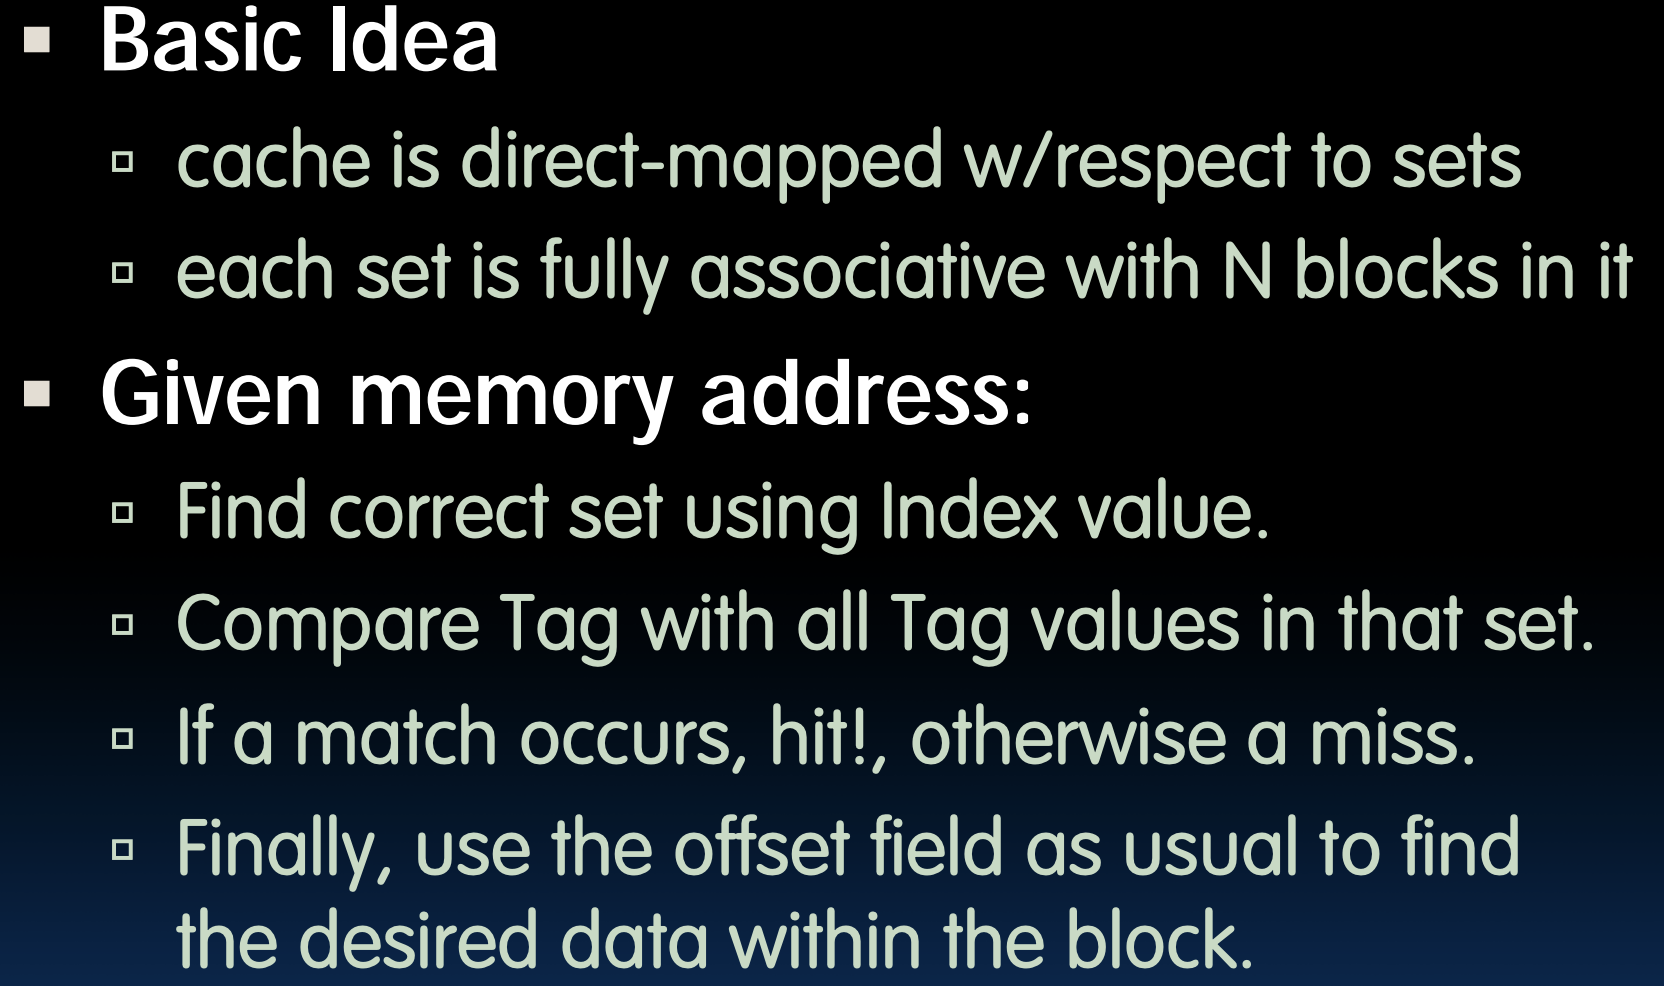 Basic Idea
cache is direct-mapped w/respect to sets
each set is fully associative with N blocks in it
Given memory address:
Find correct set using Index value.
Compare Tag with all Tag values in that set.
If a match occurs, hit!, otherwise a miss.
Finally, use the offset field as usual to find
the desired data within the block.